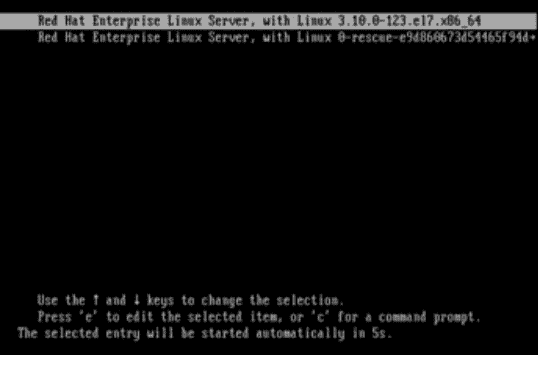 Red Hat Enterprise Linux Server, with Linux 3.10.0-123.el7.x86_64
Red Hat Enterprise Linux Server, with Linux 0-rescue-e9d860673d54465f94d→
Use the ↑ and ↓ keys to change the selection.
Press 'e' to edit the selected item, or 'c' for a command prompt.
The selected entry will be started automatically in 5s.